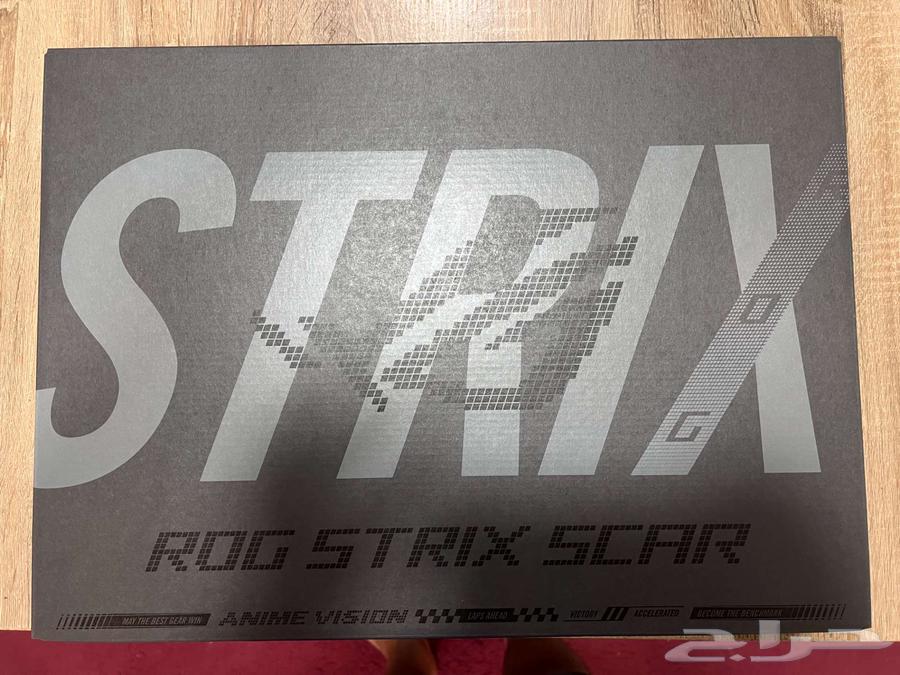 STRIX
ROG
ROG STRIX SCAR
MAY THE BEST GEAR WIN ANIME VISION LAPS AHEAD VICTORY ACCELERATED BECOME THE BENCHMARK
حراج